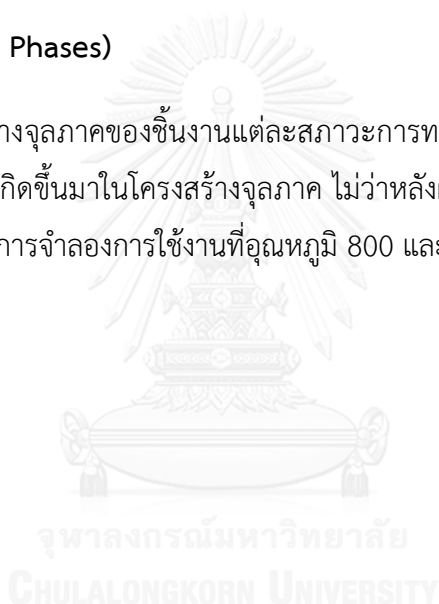 Phases)
างจุลภาคของชิ้นงานแต่ละสภาวะการท
กิดขึ้นมาในโครงสร้างจุลภาค ไม่ว่าหลัง
การจำลองการใช้งานที่อุณหภูมิ 800 และ
จุฬาลงกรณ์มหาวิทยาลัย
CHULALONGKORN UNIVERSITY